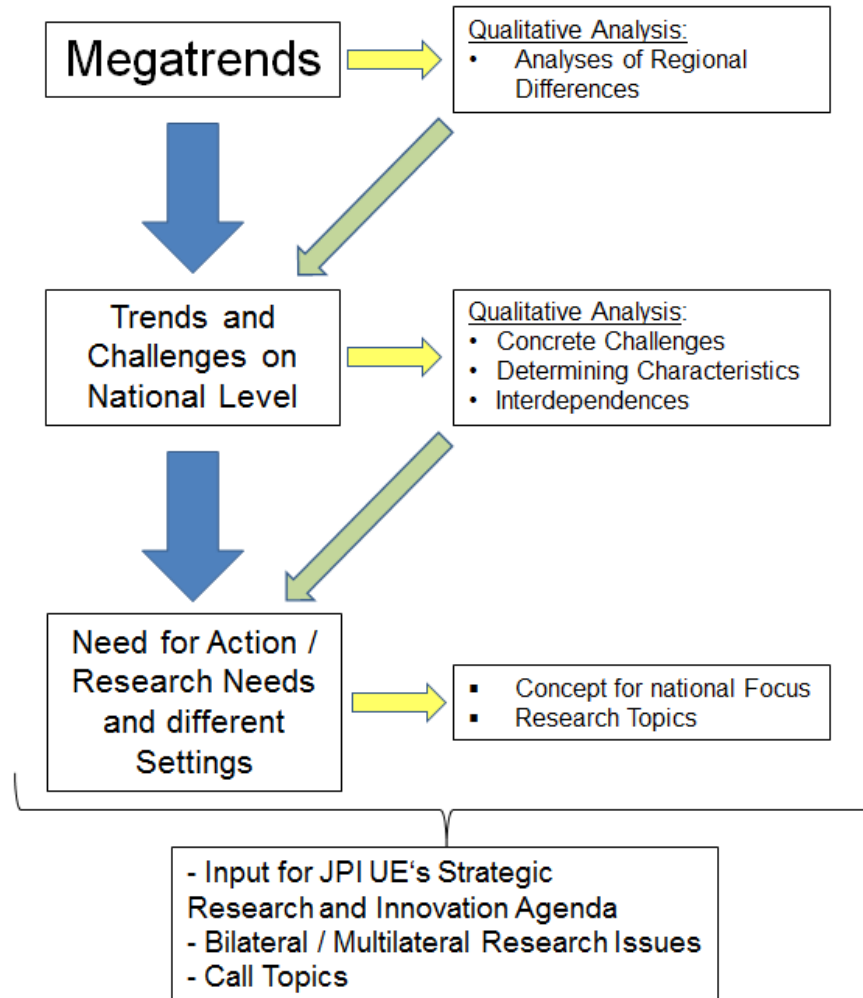 Megatrends
Qualitative Analysis:
• Analyses of Regional
Differences
Trends and
Challenges on
National Level
Qualitative Analysis:
• Concrete Challenges
• Determining Characteristics
• Interdependences
Need for Action /
Research Needs
and different
Settings
▪ Concept for national Focus
▪ Research Topics
- Input for JPI UE‘s Strategic
Research and Innovation Agenda
- Bilateral / Multilateral Research Issues
- Call Topics